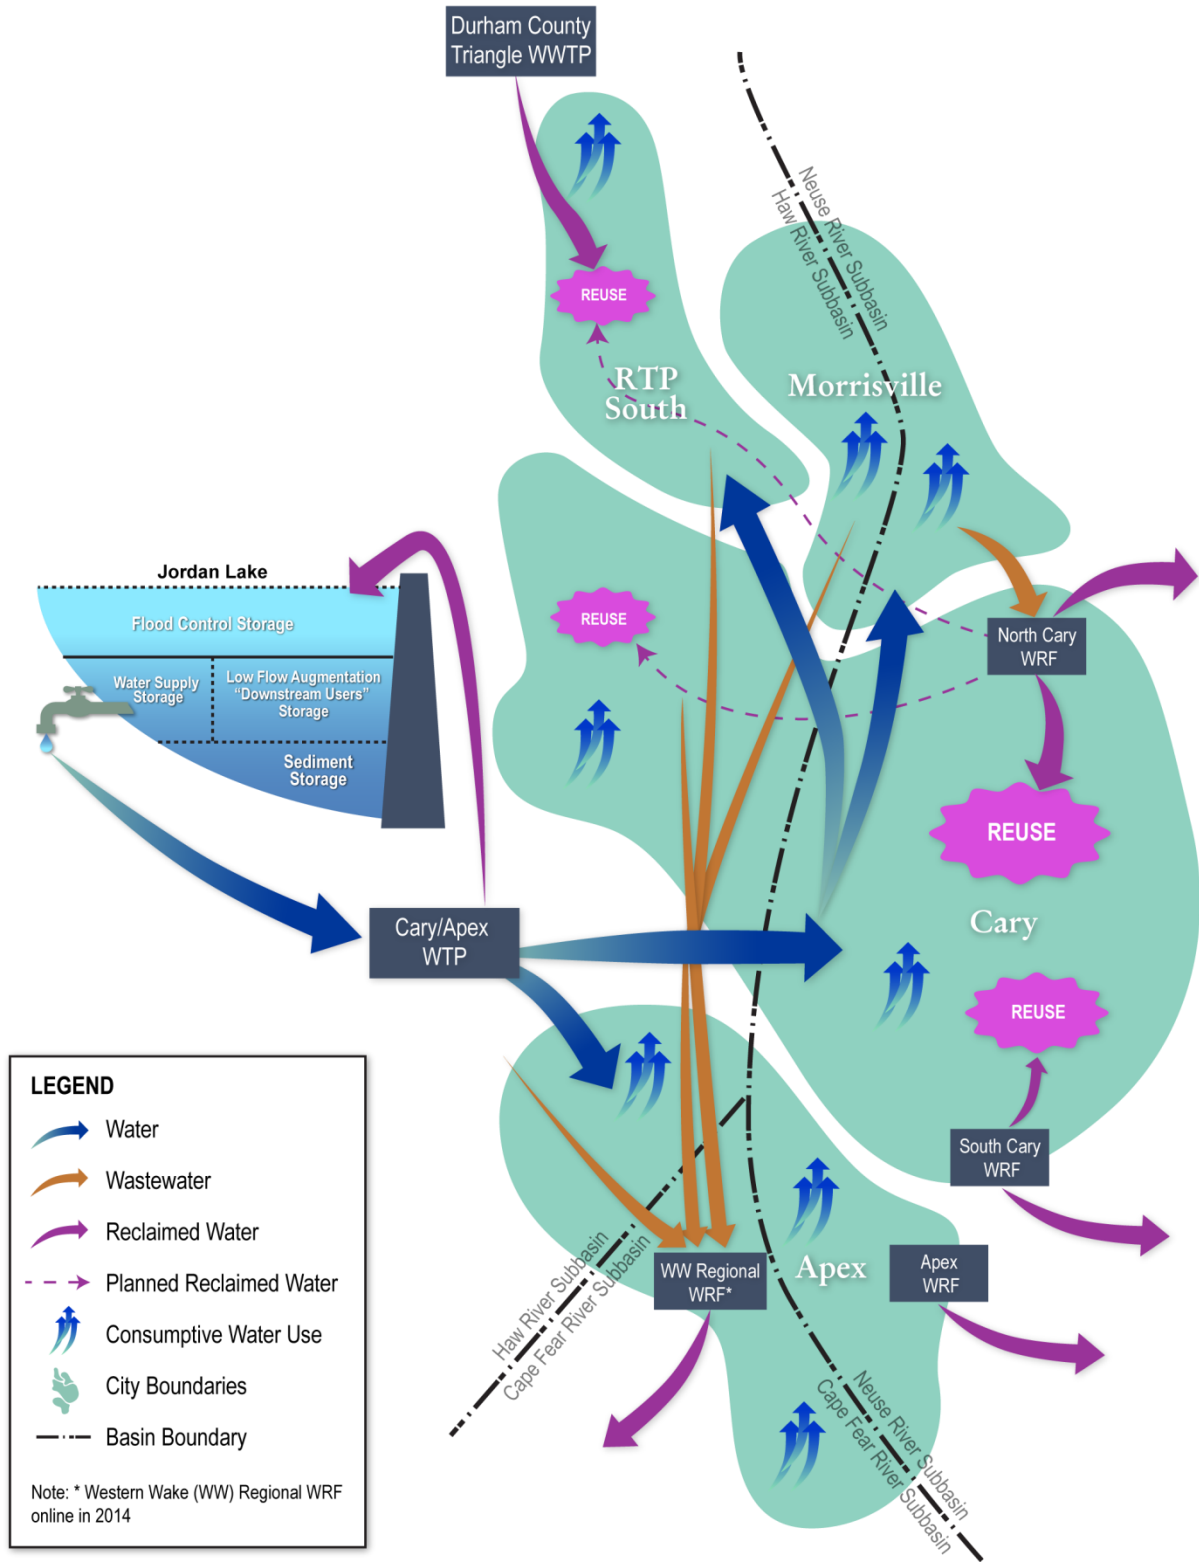 Durham County
Triangle WWTP
Neuse River Subbasin
Haw River Subbasin
REUSE
RTP
South
Morrisville
Jordan Lake
Flood Control Storage
Water Supply
Storage
Low Flow Augmentation
“Downstream Users”
Storage
Sediment
Storage
REUSE
North Cary
WRF
REUSE
Cary
Cary/Apex
WTP
REUSE
South Cary
WRF
Apex
WRF
Apex
WW Regional
WRF*
Haw River Subbasin
Cape Fear River Subbasin
Neuse River Subbasin
Cape Fear River Subbasin
LEGEND
Water
Wastewater
Reclaimed Water
Planned Reclaimed Water
Consumptive Water Use
City Boundaries
Basin Boundary
Note: * Western Wake (WW) Regional WRF
online in 2014